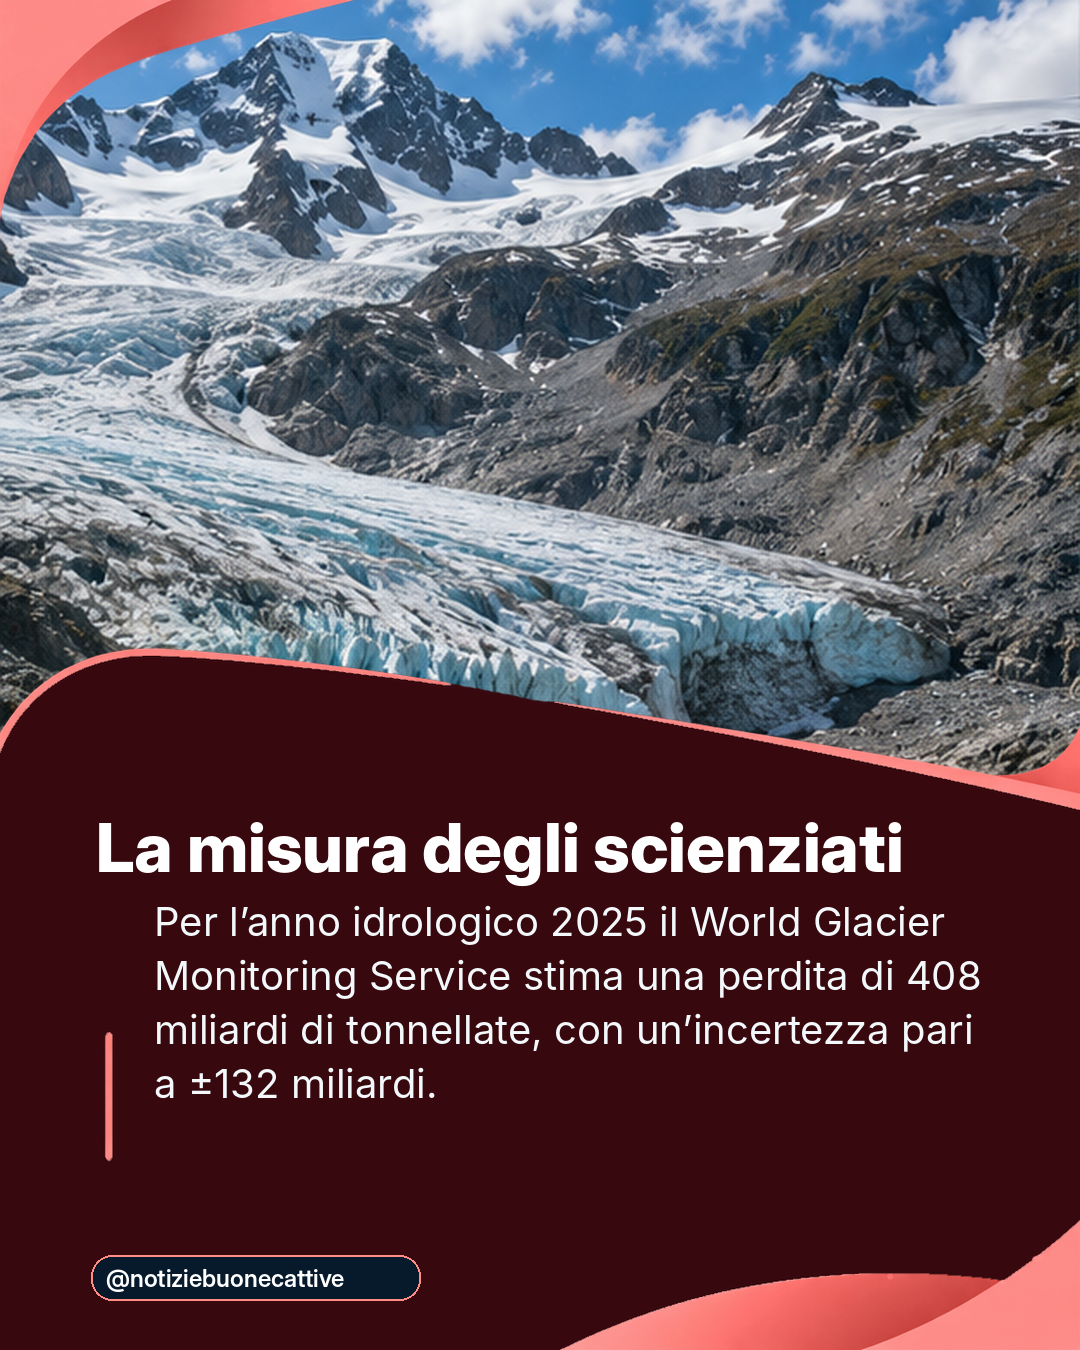 La misura degli scienziati
Per l’anno idrologico 2025 il World Glacier
Monitoring Service stima una perdita di 408
miliardi di tonnellate, con un’incertezza pari
a ±132 miliardi.
@notiziebuonecattive